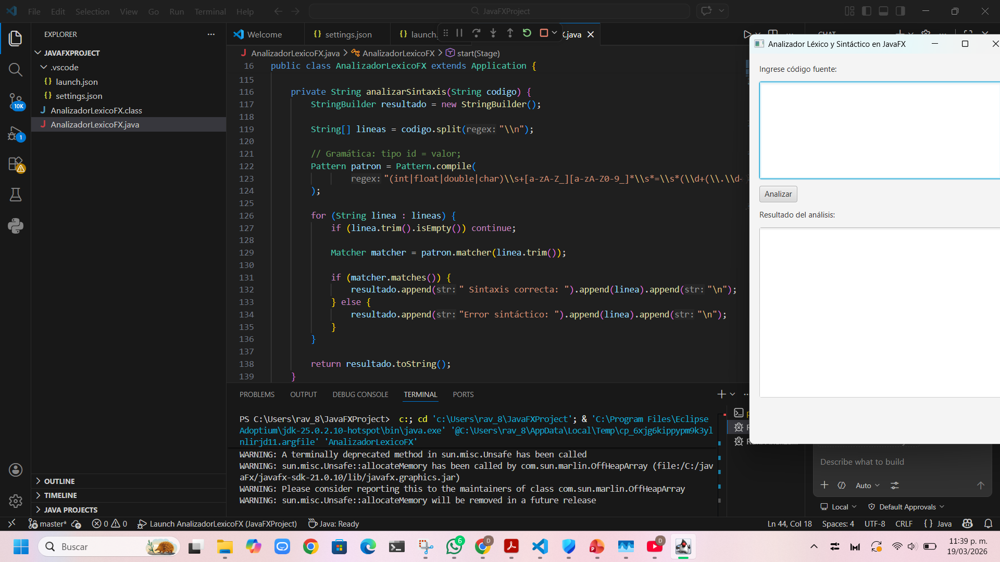 File Edit Selection View Go Run Terminal Help
JavaFXProject
EXPLORER
JAVAFXPROJECT
.vscode
launch.json
settings.json
AnalizadorLexicoFX.class
AnalizadorLexicoFX.java
10K
1
OUTLINE
TIMELINE
JAVA PROJECTS
Welcome
settings.json
launch.
.java
AnalizadorLexicoFX.java > AnalizadorLexicoFX > start(Stage)
16 public class AnalizadorLexicoFX extends Application {
115
116 private String analizarSintaxis(String codigo) {
117 StringBuilder resultado = new StringBuilder();
118
119 String[] lineas = codigo.split(regex: "\\n");
120
121 // Gramática: tipo id = valor;
122 Pattern patron = Pattern.compile(
123 regex: "(int|float|double|char)\\s+[a-zA-Z_][a-zA-Z0-9_]*\\s*=\\s*(\\d+(\\.\\d+
124 );
125
126 for (String linea : lineas) {
127 if (linea.trim().isEmpty()) continue;
128
129 Matcher matcher = patron.matcher(linea.trim());
130
131 if (matcher.matches()) {
132 resultado.append(str: " Sintaxis correcta: ").append(linea).append(str: "\n");
133 } else {
134 resultado.append(str: "Error sintáctico: ").append(linea).append(str: "\n");
135 }
136 }
137
138 return resultado.toString();
139 }
PROBLEMS OUTPUT DEBUG CONSOLE TERMINAL PORTS
PS C:\Users\rav_8\JavaFXProject> c:; cd 'c:\Users\rav_8\JavaFXProject'; & 'C:\Program Files\Eclipse
Adoptium\jdk-25.0.2.10-hotspot\bin\java.exe' '@C:\Users\rav_8\AppData\Local\Temp\cp_6xjg6kippypm9k3yl
nlirjd11.argfile' 'AnalizadorLexicoFX'
WARNING: A terminally deprecated method in sun.misc.Unsafe has been called
WARNING: sun.misc.Unsafe::allocateMemory has been called by com.sun.marlin.OffHeapArray (file:/C:/jav
aFx/javafx-sdk-21.0.10/lib/javafx.graphics.jar)
WARNING: Please consider reporting this to the maintainers of class com.sun.marlin.OffHeapArray
WARNING: sun.misc.Unsafe::allocateMemory will be removed in a future release
Analizador Léxico y Sintáctico en JavaFX
Ingrese código fuente:
Analizar
Resultado del análisis:
Describe what to build
Auto
Local
Default Approvals
master* 0 0 Launch AnalizadorLexicoFX (JavaFXProject) Java: Ready
Ln 44, Col 18 Spaces: 4 UTF-8 CRLF { } Java
Buscar
6
D
D
11:39 p. m.
19/03/2026